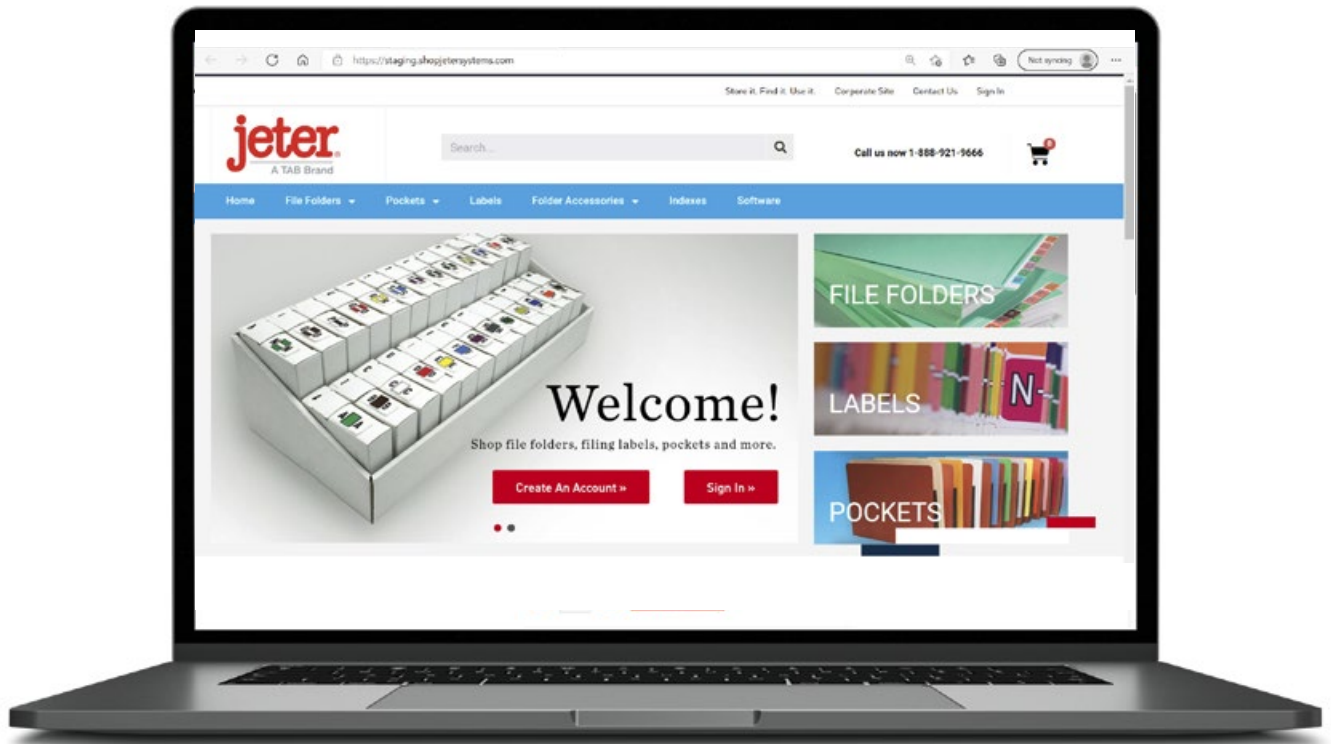 https://staging.shopjetersystems.com
Not syncing
Store it. Find it. Use it. Corporate Site Contact Us Sign In
jeter
A TAB Brand
Search...
Call us now 1-888-921-9666
0
Home File Folders Pockets Labels Folder Accessories Indexes Software
Welcome!
Shop file folders, filing labels, pockets and more.
Create An Account »
Sign In »
FILE FOLDERS
N-
LABELS
POCKETS